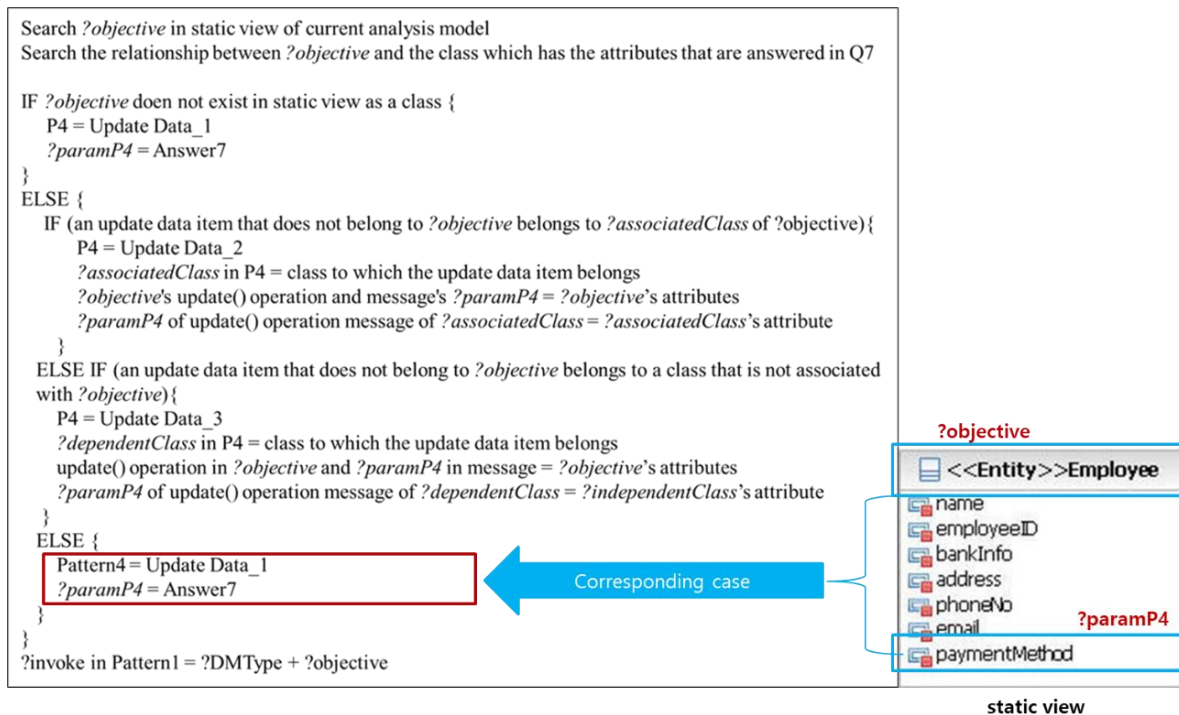 Search ?objective in static view of current analysis model
Search the relationship between ?objective and the class which has the attributes that are answered in Q7
IF ?objective doen not exist in static view as a class {
P4 = Update Data_1
?paramP4 = Answer7
}
ELSE {
IF (an update data item that does not belong to ?objective belongs to ?associatedClass of ?objective){
P4 = Update Data_2
?associatedClass in P4 = class to which the update data item belongs
?objective's update() operation and message's ?paramP4 = ?objective's attributes
?paramP4 of update() operation message of ?associatedClass = ?associatedClass's attribute
}
ELSE IF (an update data item that does not belong to ?objective belongs to a class that is not associated
with ?objective){
P4 = Update Data_3
?dependentClass in P4 = class to which the update data item belongs
update() operation in ?objective and ?paramP4 in message = ?objective's attributes
?paramP4 of update() operation message of ?dependentClass = ?independentClass's attribute
}
ELSE {
Pattern4 = Update Data_1
?paramP4 = Answer7
}
}
?invoke in Pattern1 = ?DMType + ?objective
Corresponding case
?objective
<<Entity>>Employee
name
employeeID
bankInfo
address
phoneNo
email
?paramP4
paymentMethod
static view